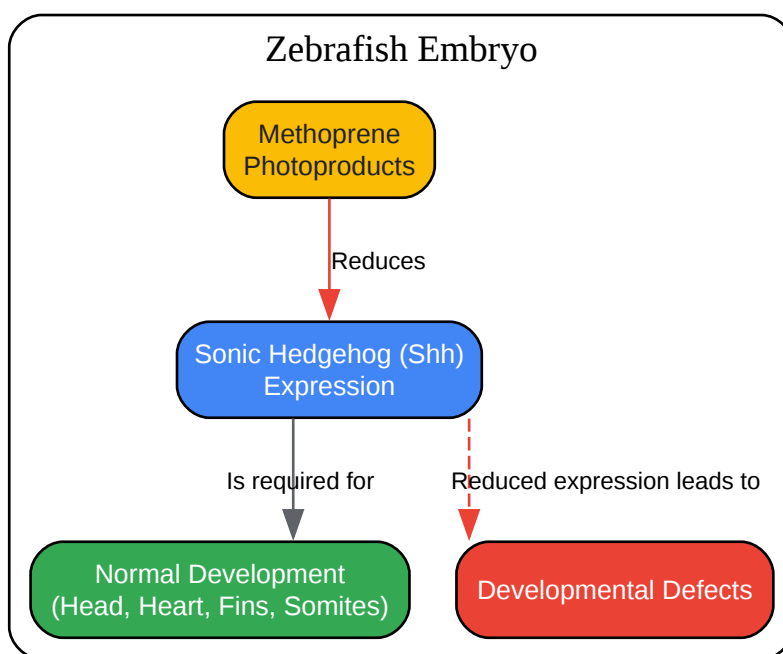 Zebrafish Embryo
Methoprene
Photoproducts
Reduces
Sonic Hedgehog (Shh)
Expression
Is required for
Reduced expression leads to
Normal Development
(Head, Heart, Fins, Somites)
Developmental Defects